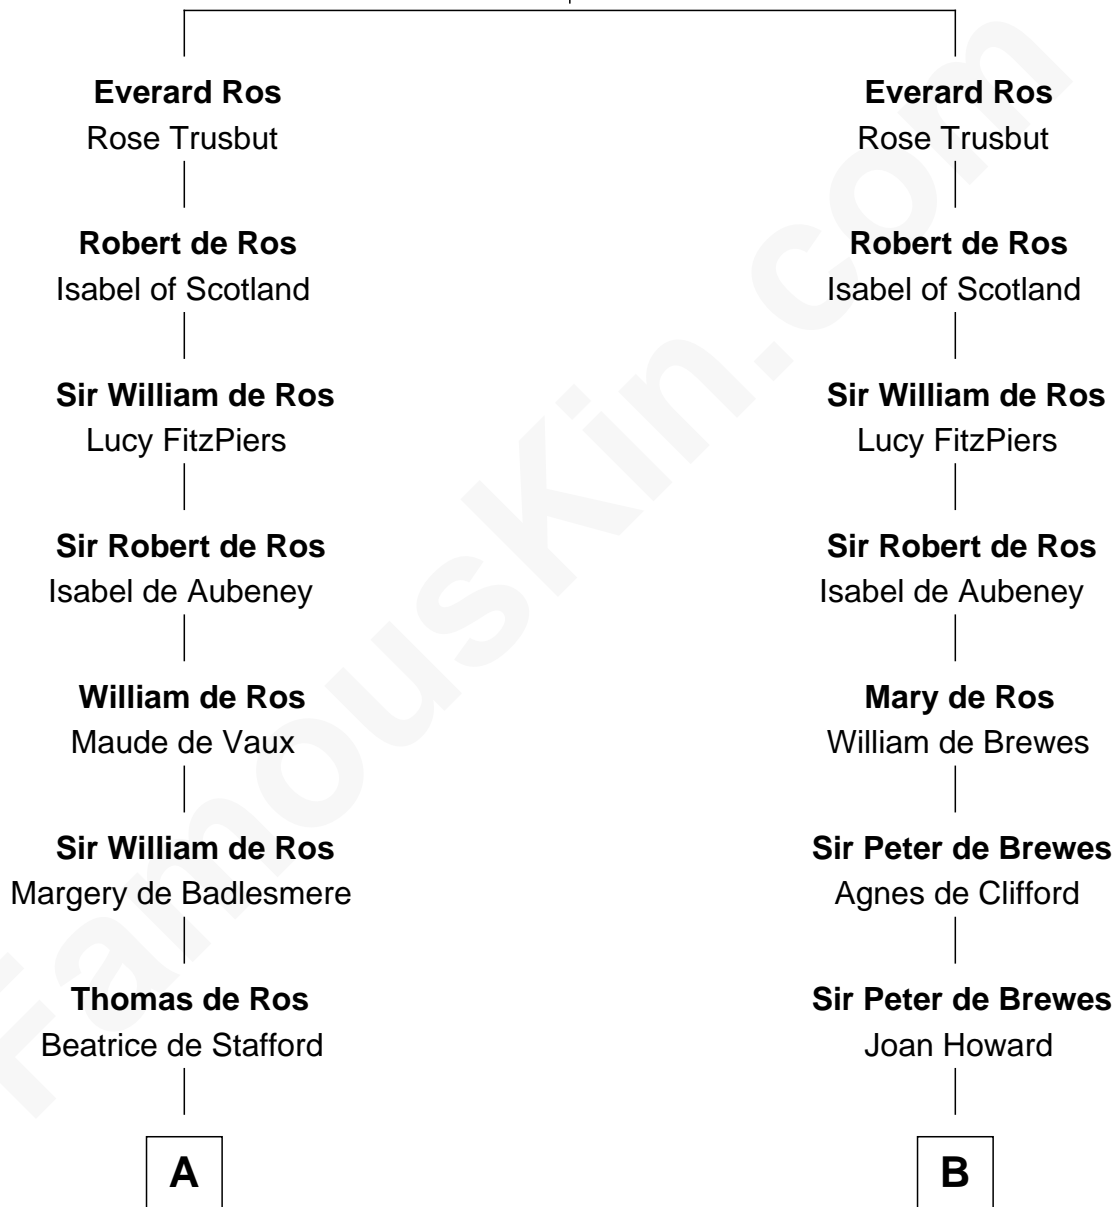 Everard Ros
Rose Trusbut
Robert de Ros
Isabel of Scotland
Sir William de Ros
Lucy FitzPiers
Sir Robert de Ros
Isabel de Aubeney
William de Ros
Maude de Vaux
Sir William de Ros
Margery de Badlesmere
Thomas de Ros
Beatrice de Stafford
A
Everard Ros
Rose Trusbut
Robert de Ros
Isabel of Scotland
Sir William de Ros
Lucy FitzPiers
Sir Robert de Ros
Isabel de Aubeney
Mary de Ros
William de Brewes
Sir Peter de Brewes
Agnes de Clifford
Sir Peter de Brewes
Joan Howard
B
FamousKin.com